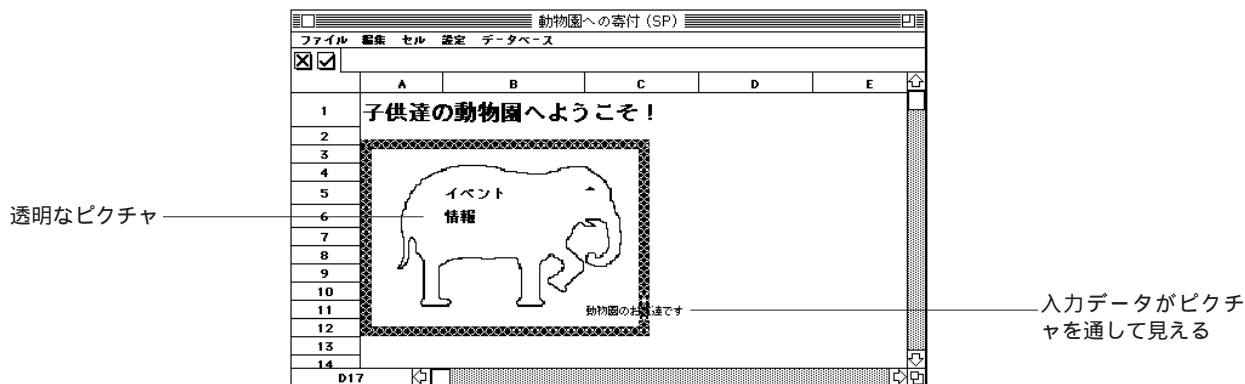 動物園への寄付 (SP)
ファイル 編集 セル 設定 データベース
A B C D E
1 子供達の動物園へようこそ！
2
3
4
5 イベント
透明なピクチャ
6 情報
7
8
9
10
11 動物園のお友達です
入力データがピクチ
ャを通して見える
12
13
14
D17